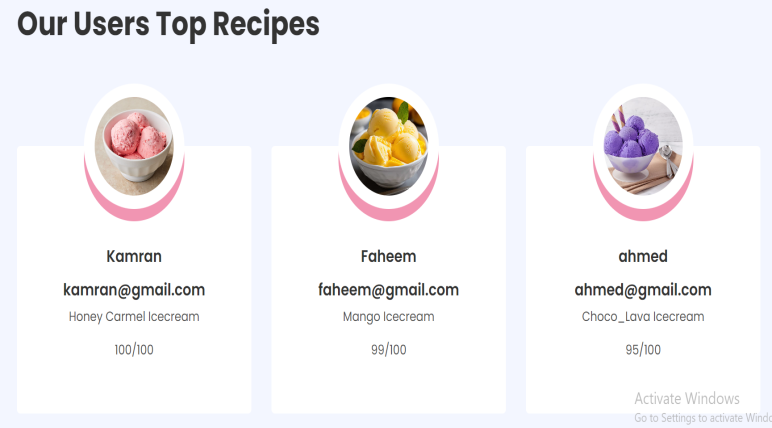 Our Users Top Recipes
Kamran
kamran@gmail.com
Honey Carmel Icecream
100/100
Faheem
faheem@gmail.com
Mango Icecream
99/100
ahmed
ahmed@gmail.com
Choco_Lava Icecream
95/100
Activate Windows
Go to Settings to activate Windo